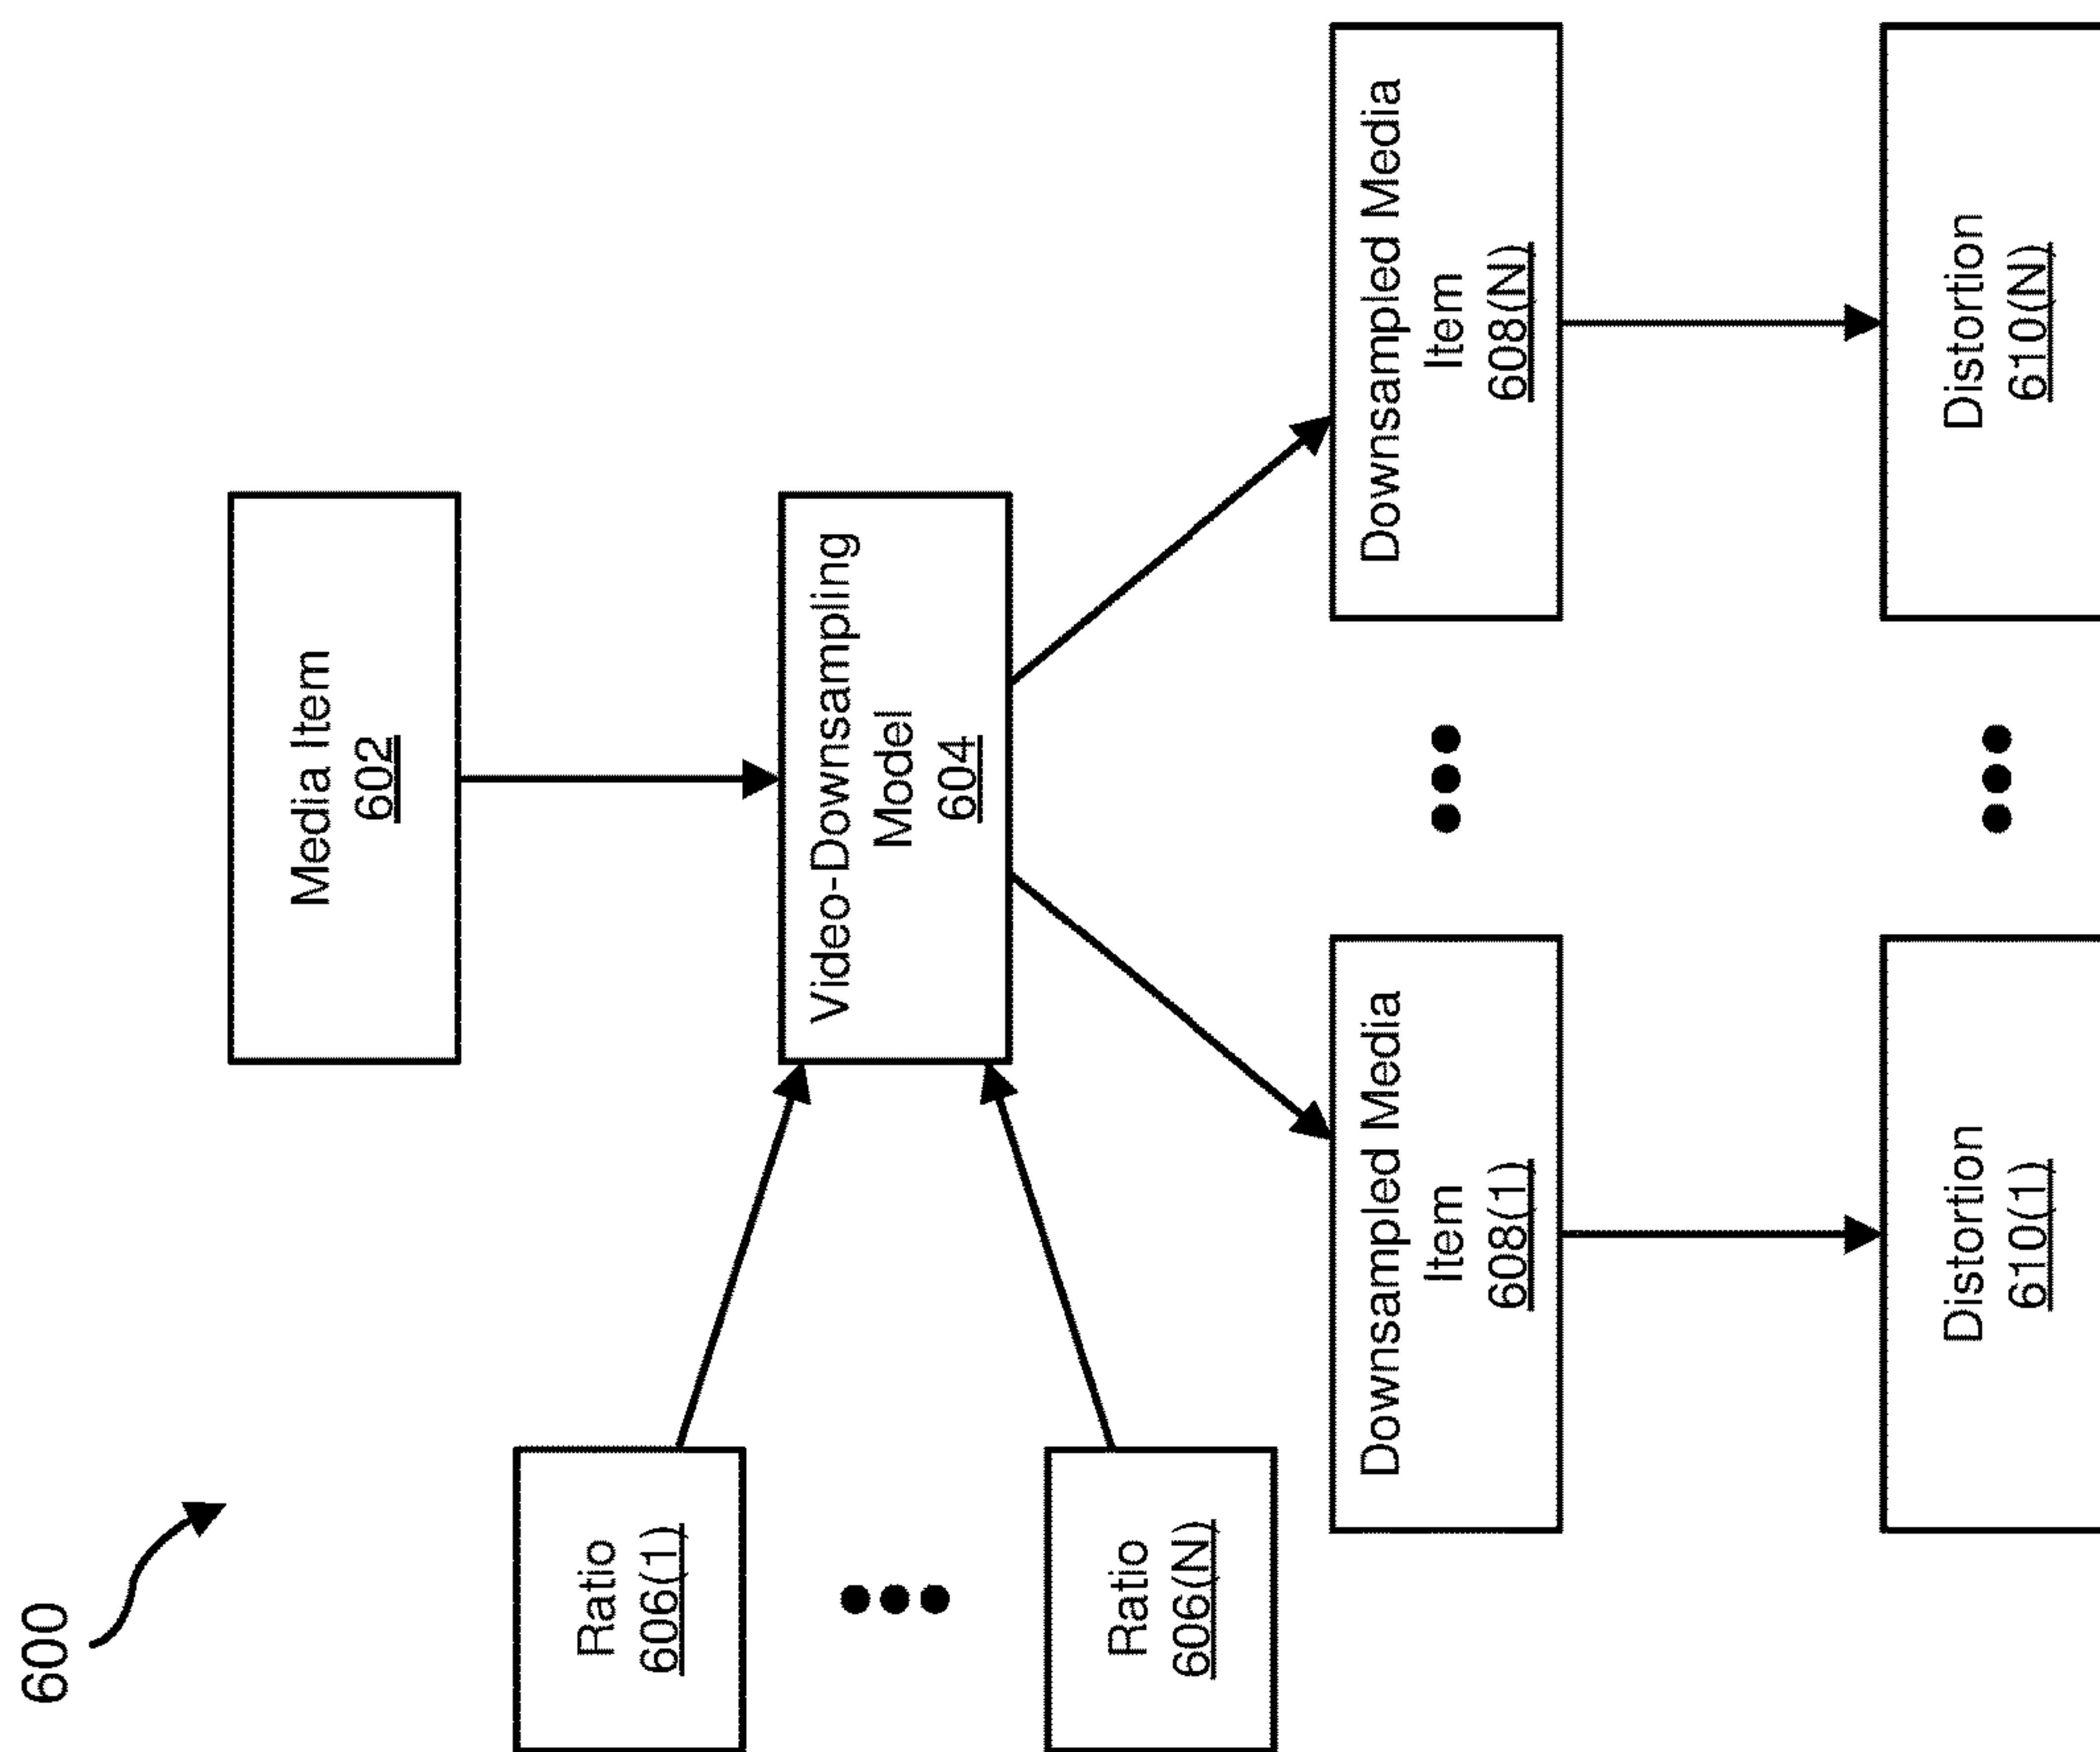 600
Media Item
602
Ratio
606(1)
Video-Downsampling
Model
604
Ratio
606(N)
Downsampled Media
Item
608(1)
Downsampled Media
Item
608(N)
Distortion
610(1)
Distortion
610(N)